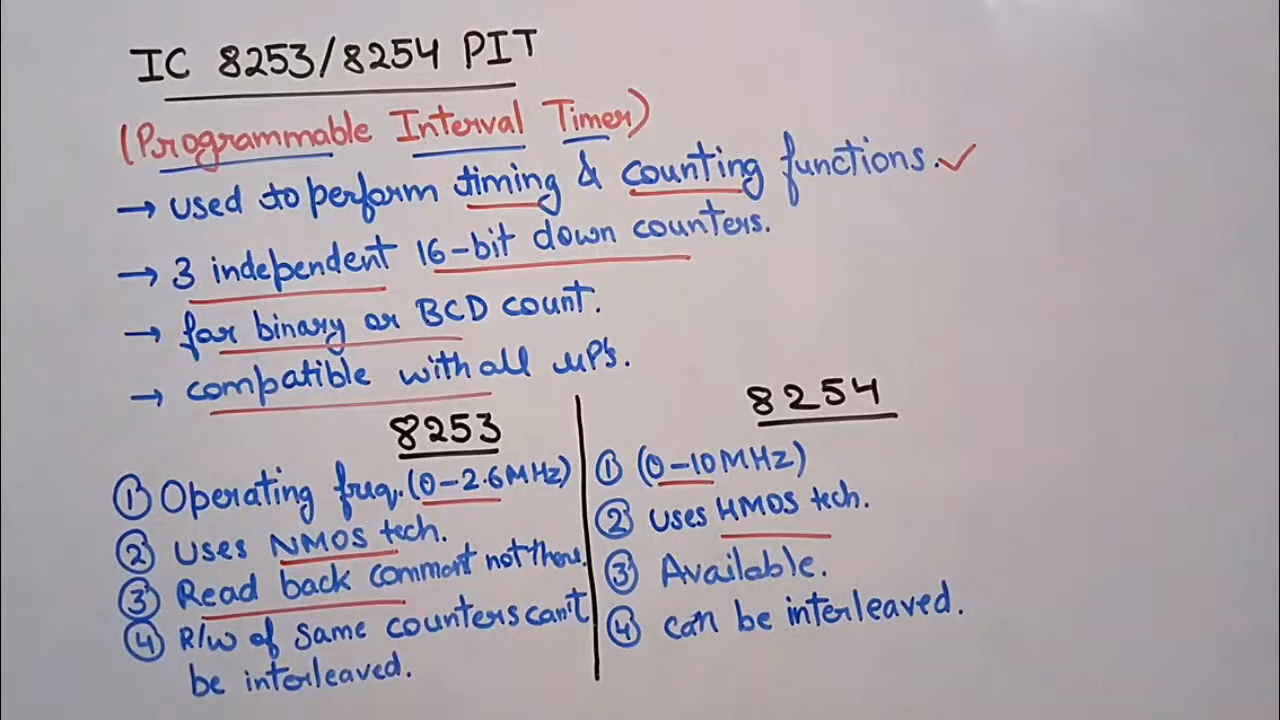 IC 8253/8254 PIT
(Programmable Interval Timer)
→ used to perform timing & counting functions. ✓
→ 3 independent 16-bit down counters.
→ for binary or BCD count.
→ compatible with all μP's.
8253
① Operating freq. (0-2.6MHz)
② uses NMOS tech.
③ Read back commant not there.
④ R/W of same counters can't
be interleaved.
8254
① (0-10MHz)
② uses HMOS tech.
③ Available.
④ can be interleaved.